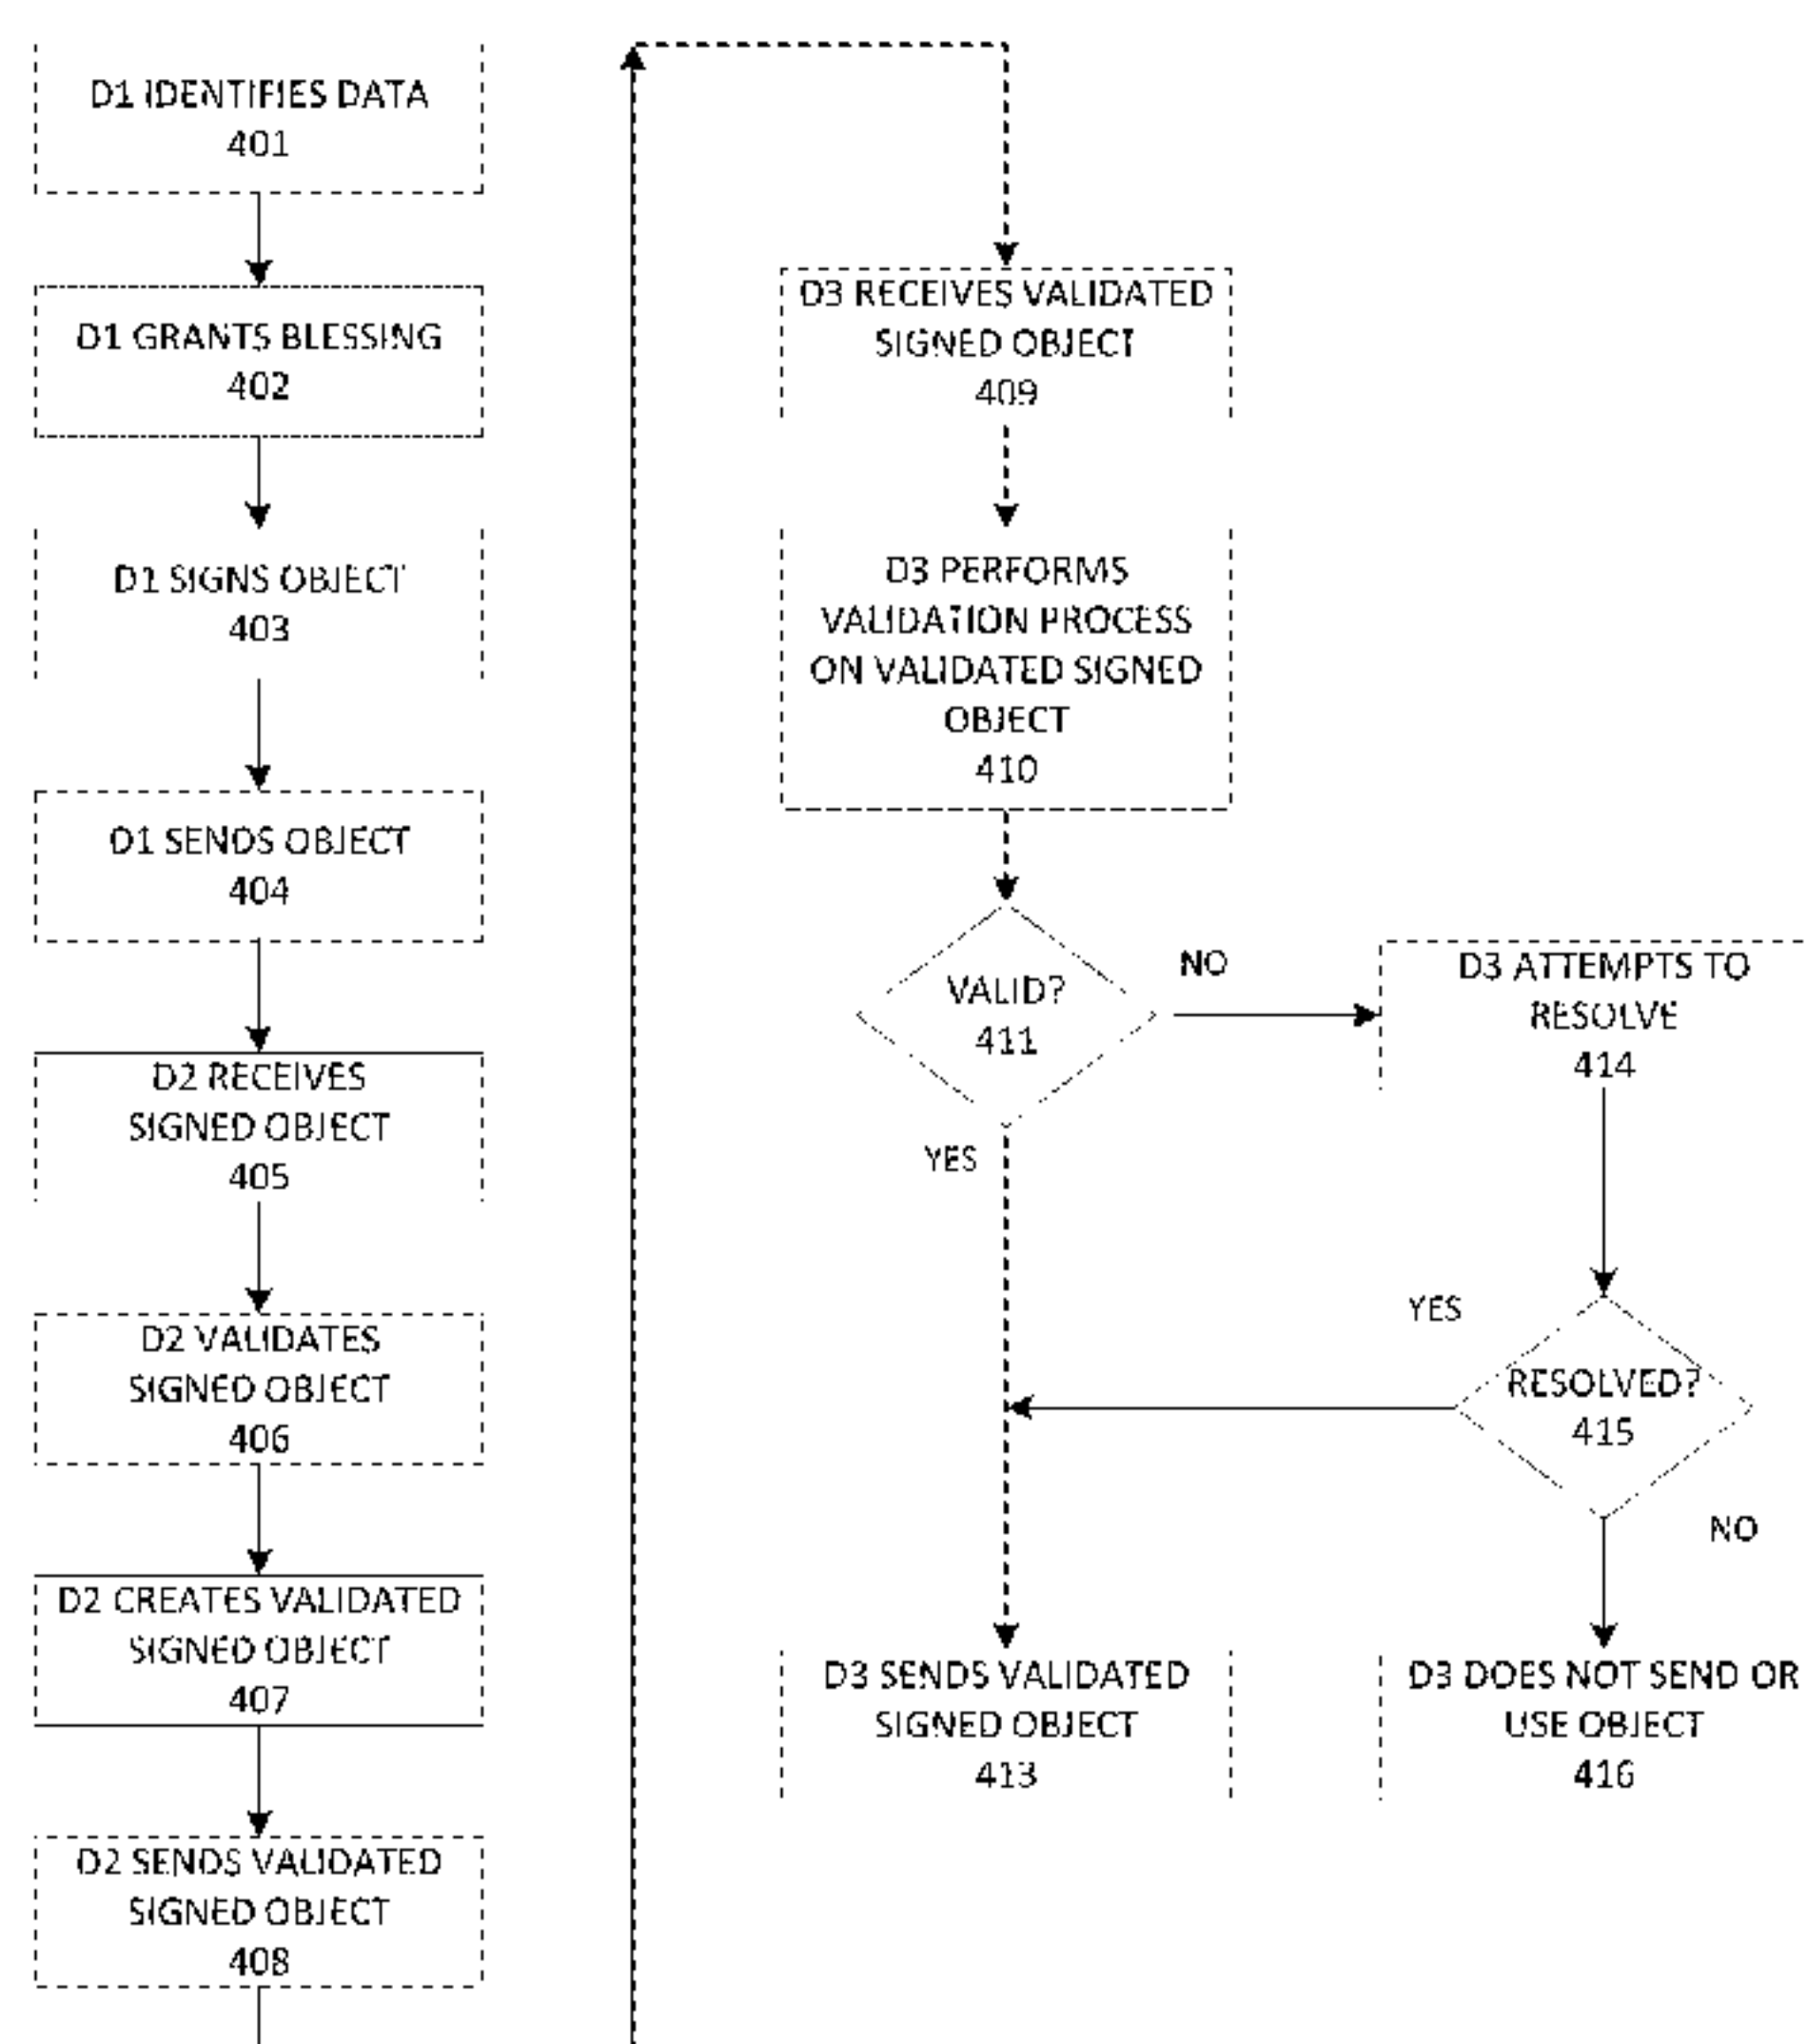 D1 IDENTIFIES DATA
401
D1 GRANTS BLESSING
402
D1 SIGNS OBJECT
403
D1 SENDS OBJECT
404
D2 RECEIVES
SIGNED OBJECT
405
D2 VALIDATES
SIGNED OBJECT
406
D2 CREATES VALIDATED
SIGNED OBJECT
407
D2 SENDS VALIDATED
SIGNED OBJECT
408
D3 RECEIVES VALIDATED
SIGNED OBJECT
409
D3 PERFORMS
VALIDATION PROCESS
ON VALIDATED SIGNED
OBJECT
410
VALID?
411
NO
YES
D3 ATTEMPTS TO
RESOLVE
414
YES
RESOLVED?
415
NO
D3 SENDS VALIDATED
SIGNED OBJECT
413
D3 DOES NOT SEND OR
USE OBJECT
416